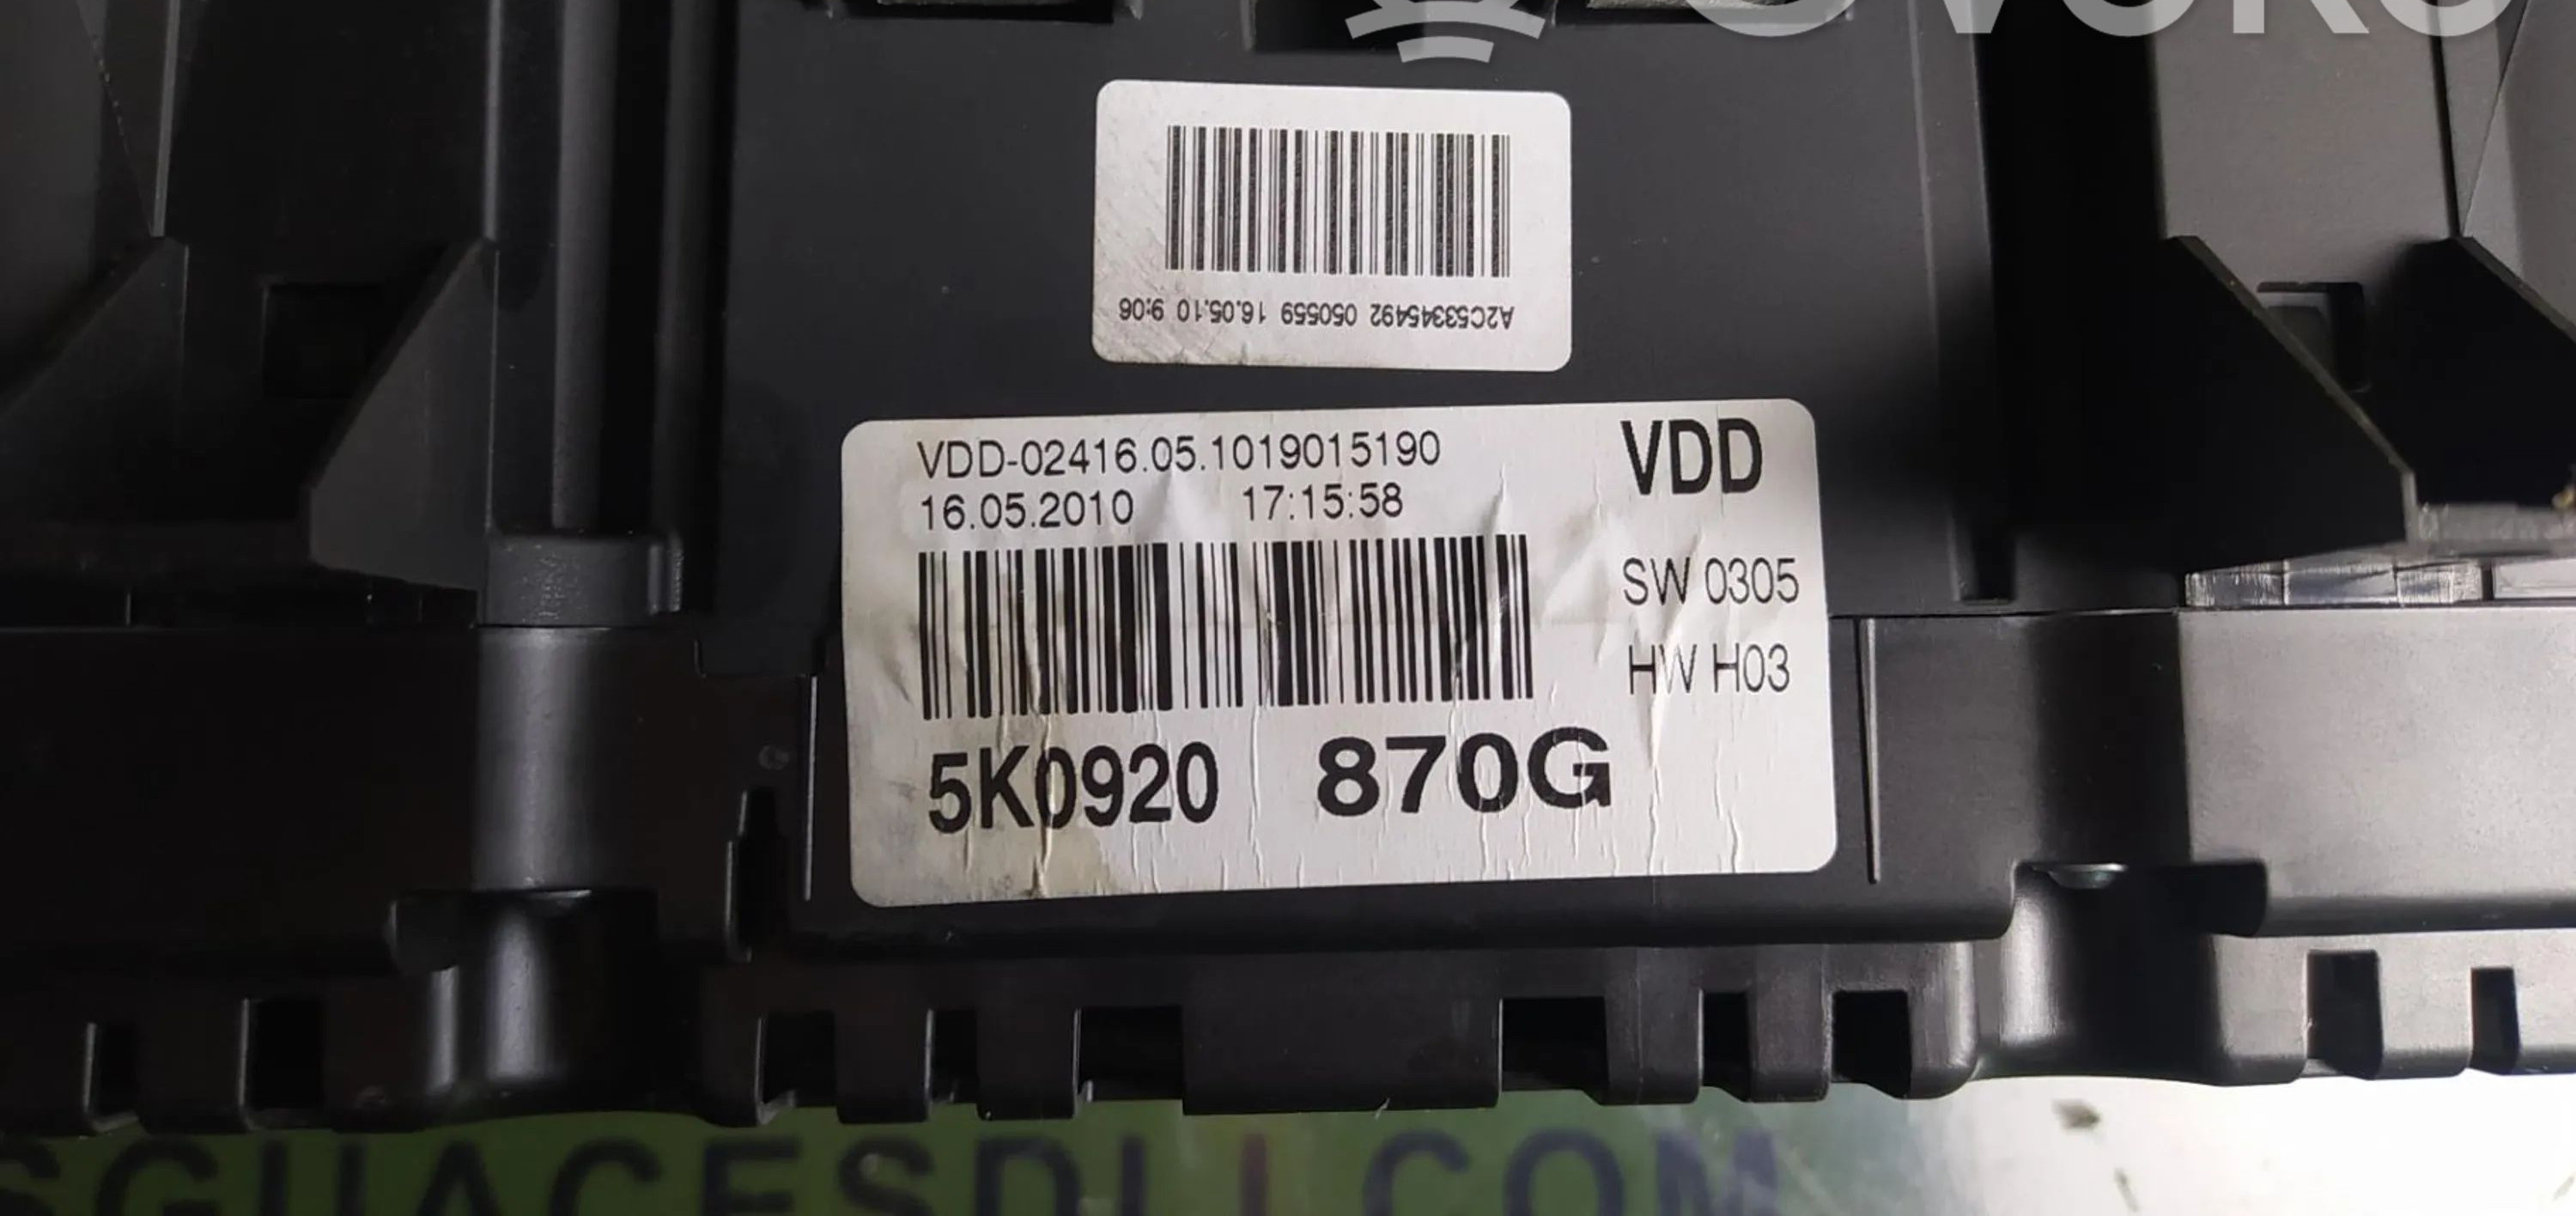 A2C53345492 050559 16.05.10 9:06
VDD-02416.05.1019015190
16.05.2010 17:15:58
VDD
SW 0305
HW H03
5K0920 870G